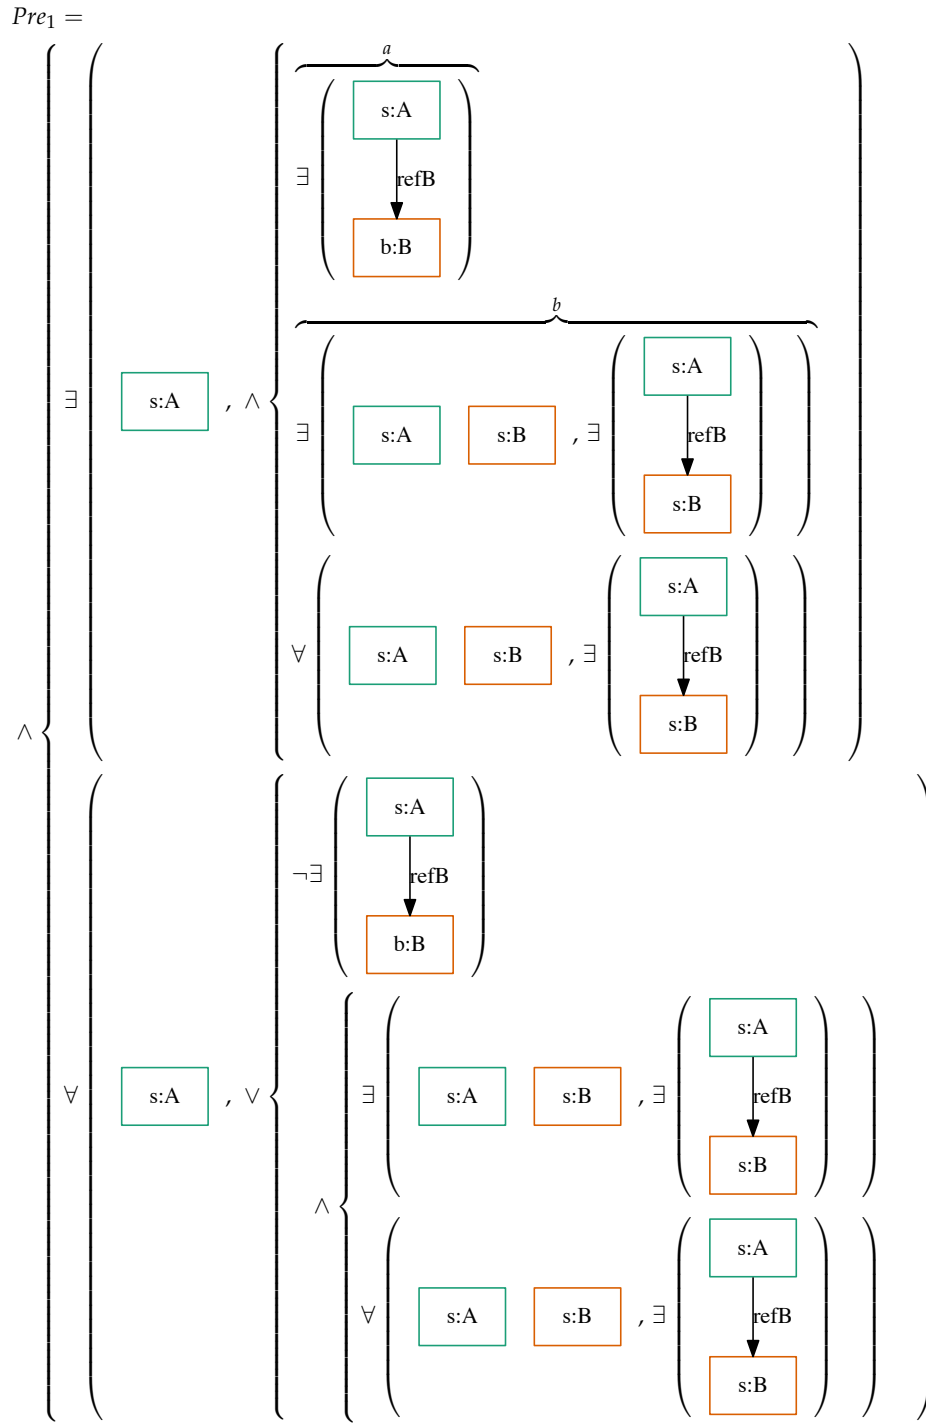 Pre₁ =
a
∃ ( s:A
refB
b:B )
b
∃ ( s:A , ∧ { ∃ ( s:A s:B , ∃ ( s:A
refB
s:B ) )
∀ ( s:A s:B , ∃ ( s:A
refB
s:B ) ) )
∧ {
¬∃ ( s:A
refB
b:B )
∀ ( s:A , ∨ { ∧ { ∃ ( s:A s:B , ∃ ( s:A
refB
s:B ) )
∀ ( s:A s:B , ∃ ( s:A
refB
s:B ) ) )